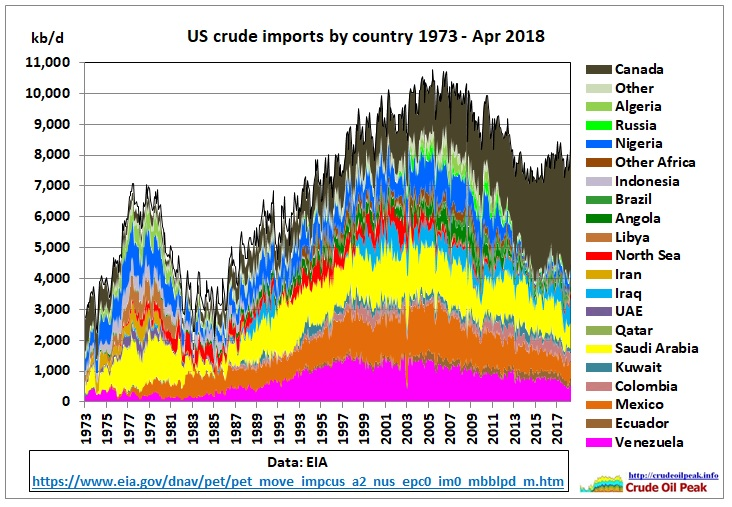 US crude imports by country 1973 - Apr 2018
kb/d
11,000
10,000
9,000
8,000
7,000
6,000
5,000
4,000
3,000
2,000
1,000
0
1973
1975
1977
1979
1981
1983
1985
1987
1989
1991
1993
1995
1997
1999
2001
2003
2005
2007
2009
2011
2013
2015
2017
Canada
Other
Algeria
Russia
Nigeria
Other Africa
Indonesia
Brazil
Angola
Libya
North Sea
Iran
Iraq
UAE
Qatar
Saudi Arabia
Kuwait
Colombia
Mexico
Ecuador
Venezuela
Data: EIA
https://www.eia.gov/dnav/pet/pet_move_impcus_a2_nus_epc0_im0_mbblpd_m.htm
http://crudeoilpeak.info
Crude Oil Peak